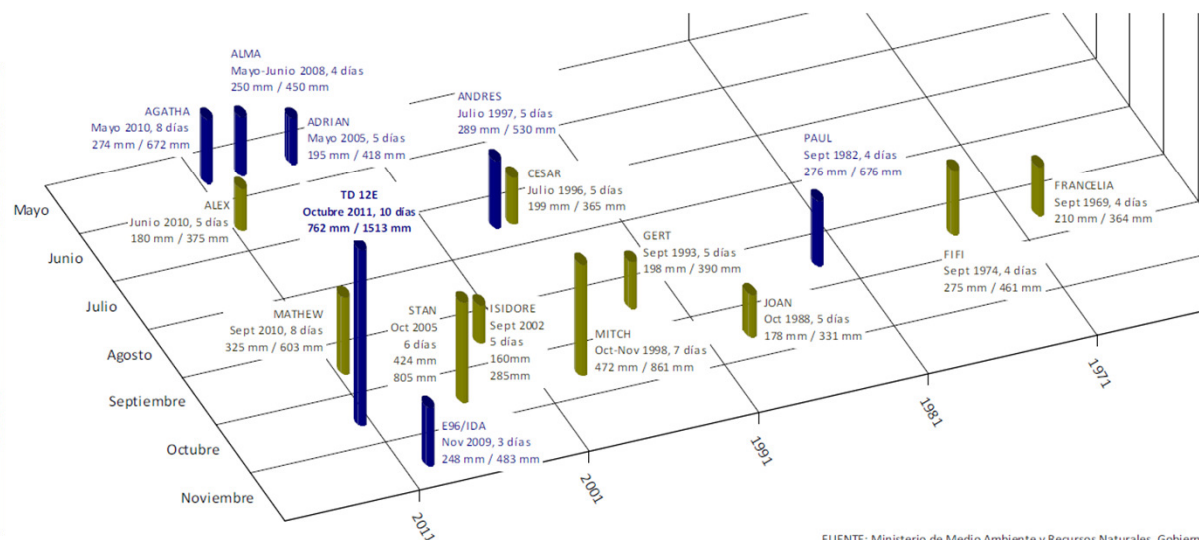 ALMA
Mayo-Junio 2008, 4 días
250 mm / 450 mm
AGATHA
Mayo 2010, 8 días
274 mm / 672 mm
ADRIAN
Mayo 2005, 5 días
195 mm / 418 mm
ANDRES
Julio 1997, 5 días
289 mm / 530 mm
CESAR
Julio 1996, 5 días
199 mm / 365 mm
PAUL
Sept 1982, 4 días
276 mm / 676 mm
FRANCELIA
Sept 1969, 4 días
210 mm / 364 mm
ALEX
Junio 2010, 5 días
180 mm / 375 mm
TD 12E
Octubre 2011, 10 días
762 mm / 1513 mm
GERT
Sept 1993, 5 días
198 mm / 390 mm
FIFI
Sept 1974, 4 días
275 mm / 461 mm
MATHEW
Sept 2010, 8 días
325 mm / 603 mm
STAN
Oct 2005
6 días
424 mm
805 mm
ISIDORE
Sept 2002
5 días
160mm
285mm
MITCH
Oct-Nov 1998, 7 días
472 mm / 861 mm
JOAN
Oct 1988, 5 días
178 mm / 331 mm
E96/IDA
Nov 2009, 3 días
248 mm / 483 mm
Mayo
Junio
Julio
Agosto
Septiembre
Octubre
Noviembre
2011
2001
1991
1981
1971
FUENTE: Ministerio de Medio Ambiente y Recursos Naturales, Gobiern